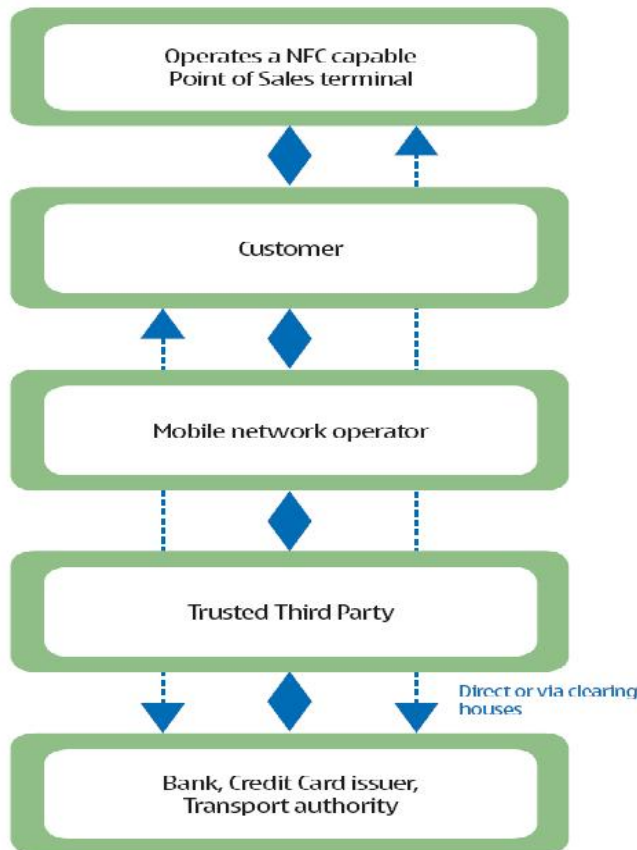 Operates a NFC capable
Point of Sales terminal
Customer
Mobile network operator
Trusted Third Party
Direct or via clearing
houses
Bank, Credit Card issuer,
Transport authority